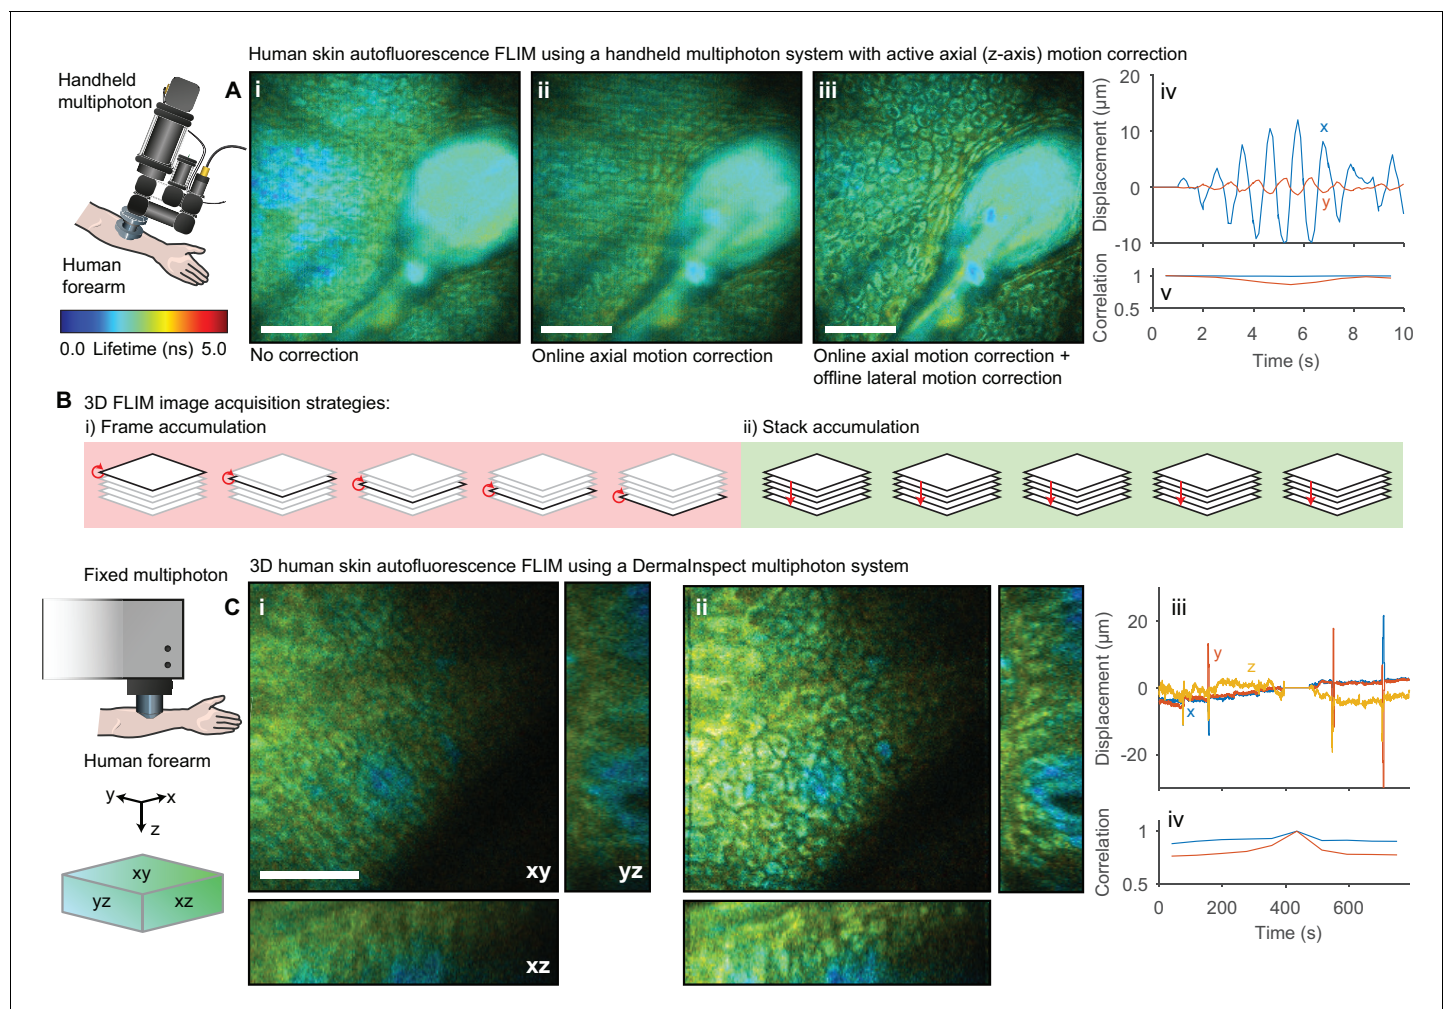 Human skin autofluorescence FLIM using a handheld multiphoton system with active axial (z-axis) motion correction
Handheld
multiphoton
A
i
ii
iii
iv
Human
forearm
0.0 Lifetime (ns) 5.0
No correction
Online axial motion correction
Online axial motion correction +
offline lateral motion correction
Displacement (µm)
20
10
0
-10
x
y
Correlation
1
0.5
v
0 2 4 6 8 10
Time (s)
B 3D FLIM image acquisition strategies:
i) Frame accumulation
ii) Stack accumulation
3D human skin autofluorescence FLIM using a DermaInspect multiphoton system
Fixed multiphoton
C
i
xy
yz
xz
ii
iii
Human forearm
y
x
z
xy
yz
xz
Displacement (µm)
20
0
-20
y
z
x
iv
Correlation
1
0.5
0 200 400 600
Time (s)